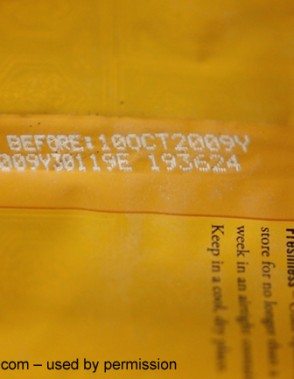 BEFORE:10OCT2009Y
009Y30119E 193624
Freshness
store for no longer than
week in an airtight
Keep in a cool, dry place
.com – used by permission